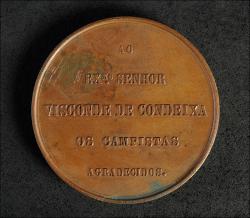 AO
EXᵐᵒ SENHOR
VISCONDE DE CONDEIXA
OS CAMPISTAS
AGRADECIDOS.